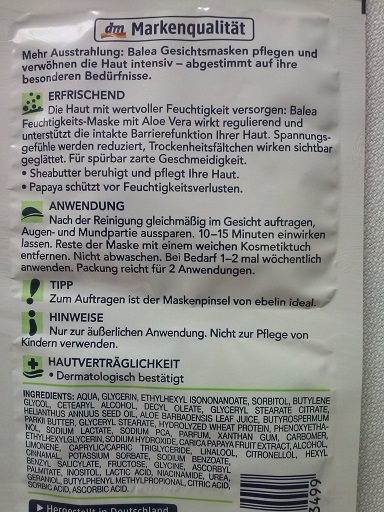 dm Markenqualität
Mehr Ausstrahlung: Balea Gesichtsmasken pflegen und
verwöhnen die Haut intensiv – abgestimmt auf ihre
besonderen Bedürfnisse.
ERFRISCHEND
Die Haut mit wertvoller Feuchtigkeit versorgen: Balea
Feuchtigkeits-Maske mit Aloe Vera wirkt regulierend und
unterstützt die intakte Barrierefunktion Ihrer Haut. Spannungs-
gefühle werden reduziert, Trockenheitsfältchen wirken sichtbar
geglättet. Für spürbar zarte Geschmeidigkeit.
• Sheabutter beruhigt und pflegt Ihre Haut.
• Papaya schützt vor Feuchtigkeitsverlusten.
ANWENDUNG
Nach der Reinigung gleichmäßig im Gesicht auftragen,
Augen- und Mundpartie aussparen. 10–15 Minuten einwirken
lassen. Reste der Maske mit einem weichen Kosmetiktuch
entfernen. Nicht abwaschen. Bei Bedarf 1–2 mal wöchentlich
anwenden. Packung reicht für 2 Anwendungen.
TIPP
Zum Auftragen ist der Maskenpinsel von ebelin ideal.
HINWEISE
Nur zur äußerlichen Anwendung. Nicht zur Pflege von
Kindern verwenden.
HAUTVERTRÄGLICHKEIT
• Dermatologisch bestätigt
INGREDIENTS: AQUA, GLYCERIN, ETHYLHEXYL ISONONANOATE, SORBITOL, BUTYLENE
GLYCOL, CETEARYL ALCOHOL, DECYL OLEATE, GLYCERYL STEARATE CITRATE,
HELIANTHUS ANNUUS SEED OIL, ALOE BARBADENSIS LEAF JUICE, BUTYROSPERMUM
PARKII BUTTER, GLYCERYL STEARATE, HYDROLYZED WHEAT PROTEIN, PHENOXYETHA-
NOL, SODIUM LACTATE, SODIUM PCA, PARFUM, XANTHAN GUM, CARBOMER,
ETHYLHEXYLGLYCERIN, SODIUM HYDROXIDE, CARICA PAPAYA FRUIT EXTRACT, ALCOHOL,
LIMONENE, CAPRYLIC/CAPRIC TRIGLYCERIDE, LINALOOL, CITRONELLOL, HEXYL
CINNAMAL, POTASSIUM SORBATE, SODIUM BENZOATE,
BENZYL SALICYLATE, FRUCTOSE, GLYCINE, ASCORBYL
PALMITATE, INOSITOL, LACTIC ACID, NIACINAMIDE, UREA,
GERANIOL, BUTYLPHENYL METHYLPROPIONAL, CITRIC ACID,
SORBIC ACID, ASCORBIC ACID.
Hergestellt in Deutschland
3499